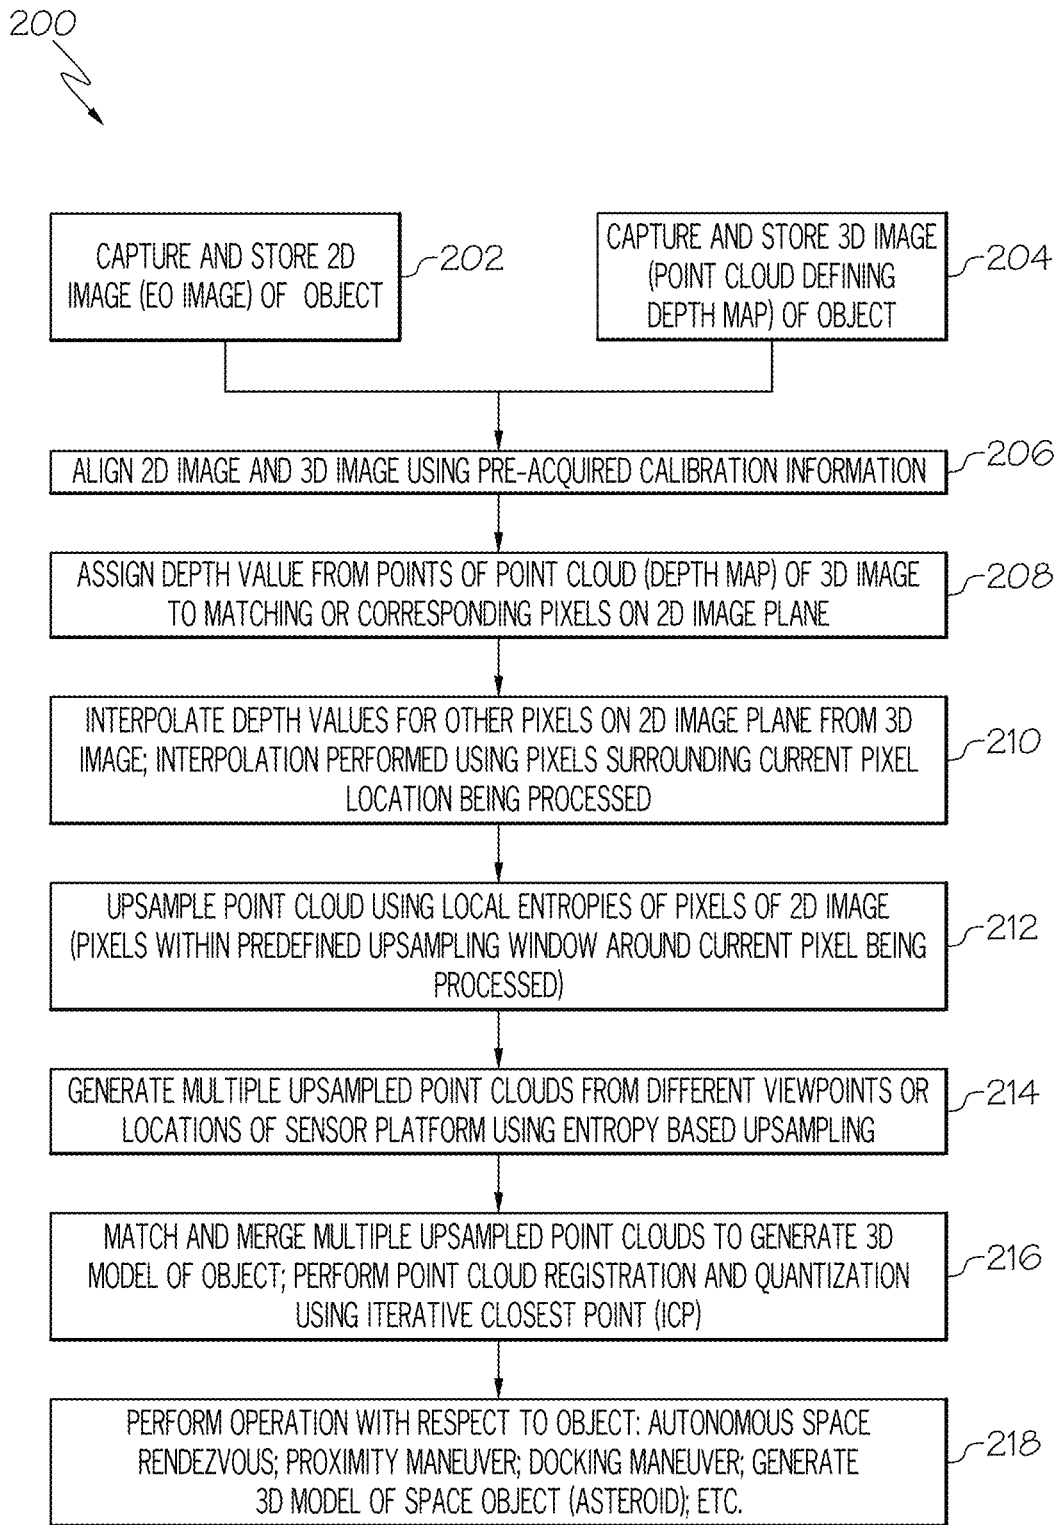 200
CAPTURE AND STORE 2D
IMAGE (EO IMAGE) OF OBJECT
202
CAPTURE AND STORE 3D IMAGE
(POINT CLOUD DEFINING
DEPTH MAP) OF OBJECT
204
ALIGN 2D IMAGE AND 3D IMAGE USING PRE-ACQUIRED CALIBRATION INFORMATION
206
ASSIGN DEPTH VALUE FROM POINTS OF POINT CLOUD (DEPTH MAP) OF 3D IMAGE
TO MATCHING OR CORRESPONDING PIXELS ON 2D IMAGE PLANE
208
INTERPOLATE DEPTH VALUES FOR OTHER PIXELS ON 2D IMAGE PLANE FROM 3D
IMAGE; INTERPOLATION PERFORMED USING PIXELS SURROUNDING CURRENT PIXEL
LOCATION BEING PROCESSED
210
UPSAMPLE POINT CLOUD USING LOCAL ENTROPIES OF PIXELS OF 2D IMAGE
(PIXELS WITHIN PREDEFINED UPSAMPLING WINDOW AROUND CURRENT PIXEL BEING
PROCESSED)
212
GENERATE MULTIPLE UPSAMPLED POINT CLOUDS FROM DIFFERENT VIEWPOINTS OR
LOCATIONS OF SENSOR PLATFORM USING ENTROPY BASED UPSAMPLING
214
MATCH AND MERGE MULTIPLE UPSAMPLED POINT CLOUDS TO GENERATE 3D
MODEL OF OBJECT; PERFORM POINT CLOUD REGISTRATION AND QUANTIZATION
USING ITERATIVE CLOSEST POINT (ICP)
216
PERFORM OPERATION WITH RESPECT TO OBJECT: AUTONOMOUS SPACE
RENDEZVOUS; PROXIMITY MANEUVER; DOCKING MANEUVER; GENERATE
3D MODEL OF SPACE OBJECT (ASTEROID); ETC.
218